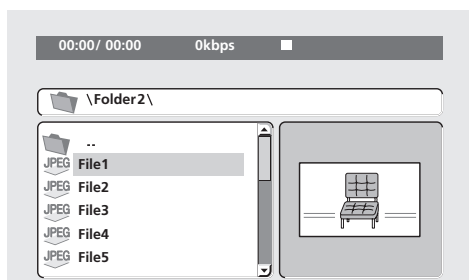 00:00/ 00:00 0kbps
\Folder2\
..
JPEG File1
JPEG File2
JPEG File3
JPEG File4
JPEG File5